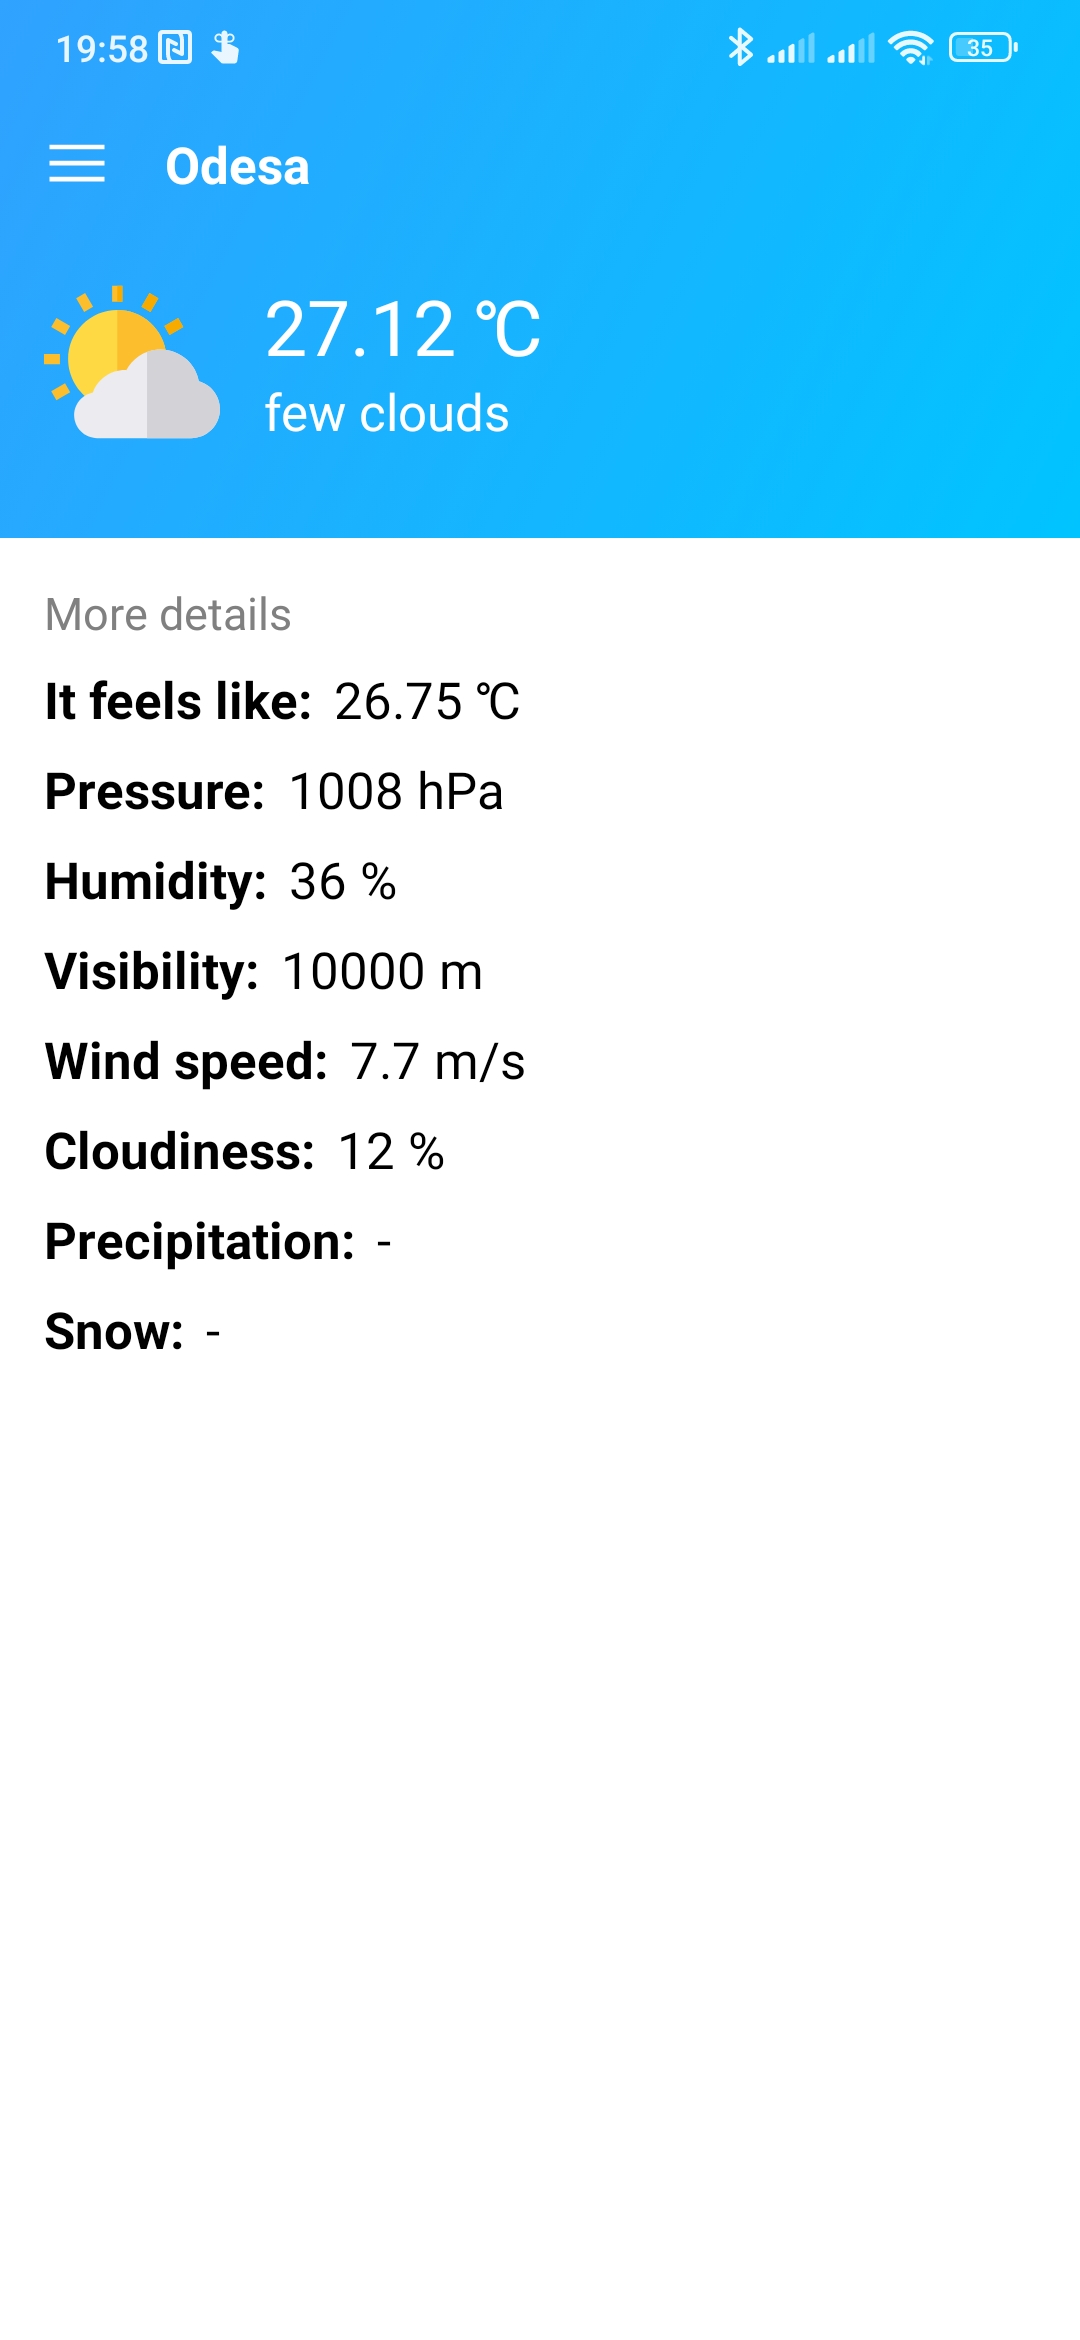 19:58 35
Odesa
27.12 ℃
few clouds
More details
It feels like: 26.75 ℃
Pressure: 1008 hPa
Humidity: 36 %
Visibility: 10000 m
Wind speed: 7.7 m/s
Cloudiness: 12 %
Precipitation: -
Snow: -